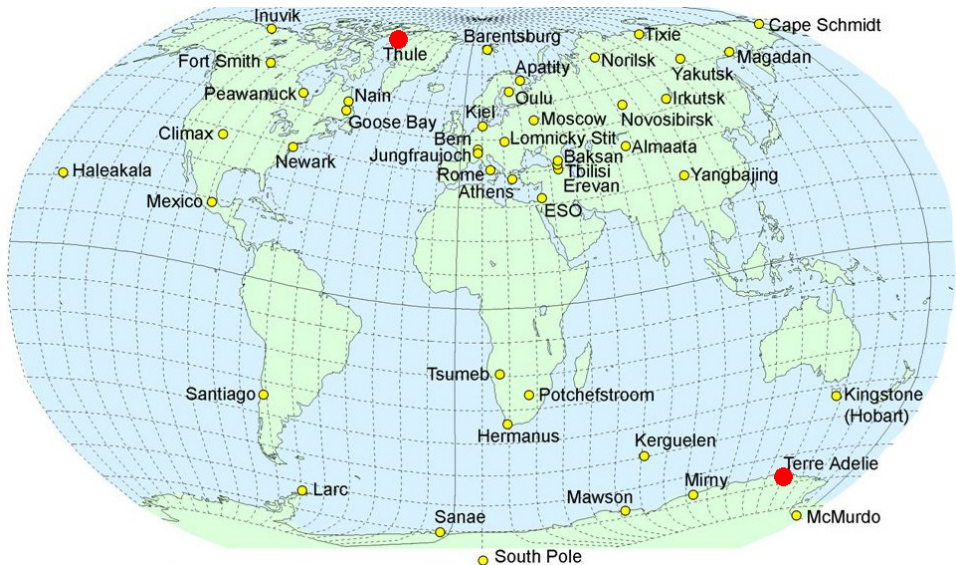 Inuvik
Cape Schmidt
Thule
Barentsburg
Tixie
Fort Smith
Norilsk
Magadan
Apatity
Yakutsk
Peawanuck
Nain
Oulu
Irkutsk
Goose Bay
Kiel
Moscow
Novosibirsk
Climax
Bern
Lomnicky Stit
Almaata
Newark
Jungfraujoch
Baksan
Haleakala
Rome
Tbilisi
Yangbajing
Athens
Erevan
Mexico
ESO
Tsumeb
Santiago
Potchefstroom
Kingstone
(Hobart)
Hermanus
Kerguelen
Terre Adelie
Larc
Mirny
Mawson
Sanae
McMurdo
South Pole